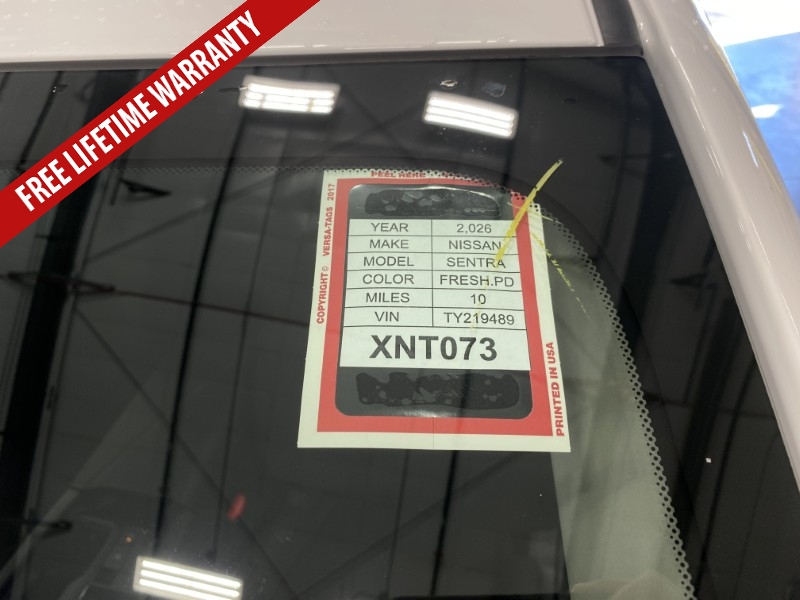 FREE LIFETIME WARRANTY
PEEL HERE
COPYRIGHT© VERSA-TAGS 2017
YEAR 2,026
MAKE NISSAN
MODEL SENTRA
COLOR FRESH.PD
MILES 10
VIN TY219489
XNT073
PRINTED IN USA